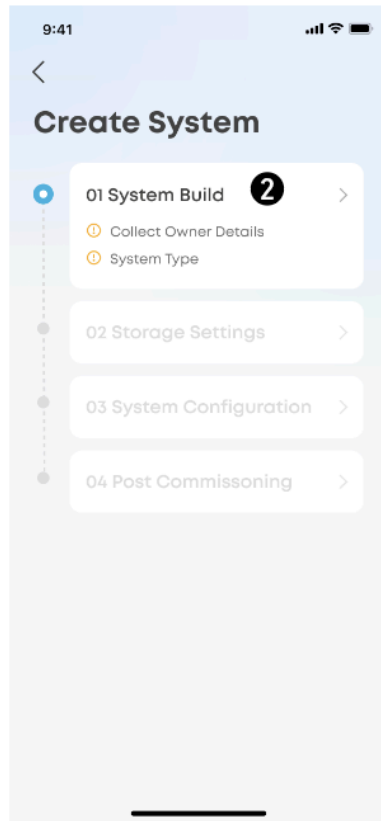 9:41
Create System
01 System Build 2
Collect Owner Details
System Type
02 Storage Settings
03 System Configuration
04 Post Commissoning